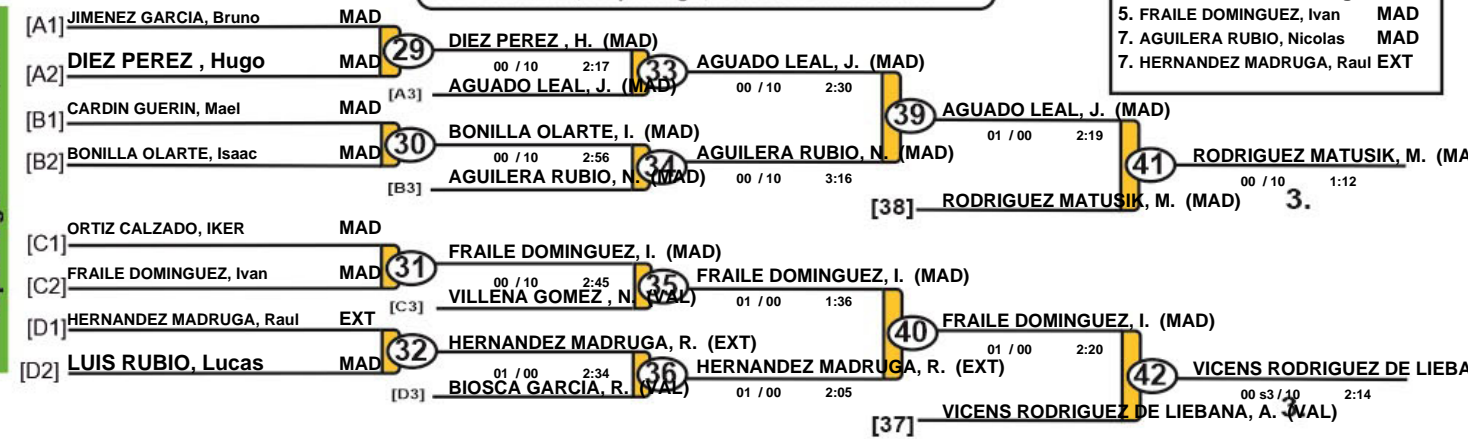 5. FRAILE DOMINGUEZ, Ivan MAD
7. AGUILERA RUBIO, Nicolas MAD
7. HERNANDEZ MADRUGA, Raul EXT
[A1] JIMENEZ GARCIA, Bruno MAD
[A2] DIEZ PEREZ , Hugo MAD
[B1] CARDIN GUERIN, Mael MAD
[B2] BONILLA OLARTE, Isaac MAD
[C1] ORTIZ CALZADO, IKER MAD
[C2] FRAILE DOMINGUEZ, Ivan MAD
[D1] HERNANDEZ MADRUGA, Raul EXT
[D2] LUIS RUBIO, Lucas MAD
29
DIEZ PEREZ , H. (MAD)
00 / 10 2:17
[A3] AGUADO LEAL, J. (MAD)
30
BONILLA OLARTE, I. (MAD)
00 / 10 2:56
[B3] AGUILERA RUBIO, N. (MAD)
31
FRAILE DOMINGUEZ, I. (MAD)
00 / 10 2:45
[C3] VILLENA GOMEZ , N. (VAL)
32
HERNANDEZ MADRUGA, R. (EXT)
01 / 00 2:34
[D3] BIOSCA GARCIA, R. (VAL)
33
AGUADO LEAL, J. (MAD)
00 / 10 2:30
34
AGUILERA RUBIO, N. (MAD)
00 / 10 3:16
35
FRAILE DOMINGUEZ, I. (MAD)
01 / 00 1:36
36
HERNANDEZ MADRUGA, R. (EXT)
01 / 00 2:05
39
AGUADO LEAL, J. (MAD)
01 / 00 2:19
[38] RODRIGUEZ MATUSIK, M. (MAD)
40
FRAILE DOMINGUEZ, I. (MAD)
01 / 00 2:20
[37] VICENS RODRIGUEZ DE LIEBANA, A. (VAL)
41
RODRIGUEZ MATUSIK, M. (MA
00 / 10 1:12
3.
42
VICENS RODRIGUEZ DE LIEBA
00 s3 / 10 2:14
3.